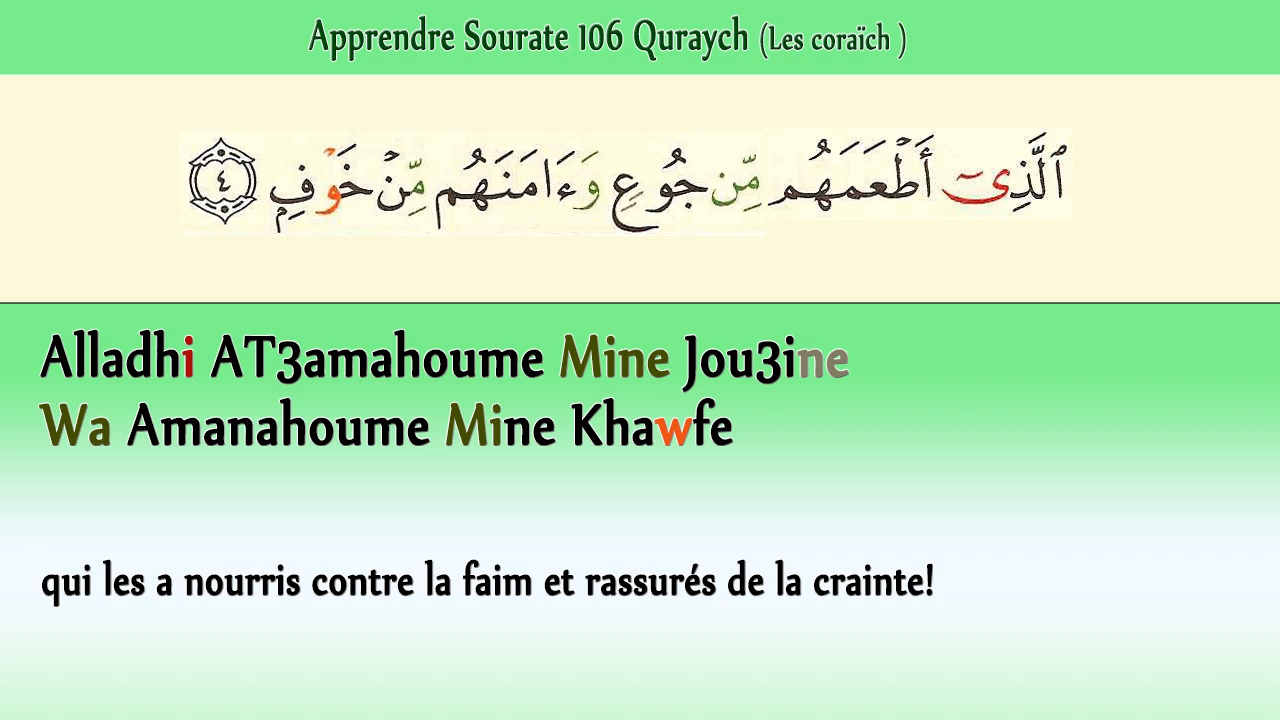 Apprendre Sourate 106 Quraych (Les coraïch )
ٱلَّذِىٓ أَطْعَمَهُم مِّن جُوعٍ وَءَامَنَهُم مِّنْ خَوْفٍۭ ٤
Alladhi AT3amahoume Mine Jou3ine
Wa Amanahoume Mine Khawfe
qui les a nourris contre la faim et rassurés de la crainte!